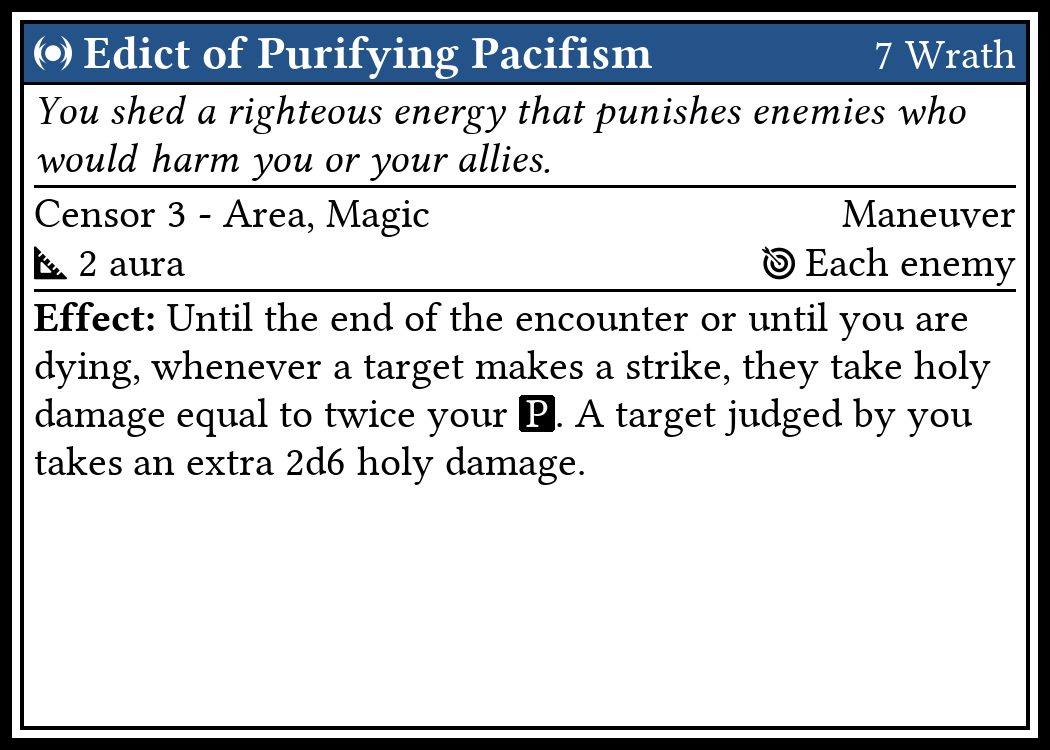 Edict of Purifying Pacifism 7 Wrath
You shed a righteous energy that punishes enemies who
would harm you or your allies.
Censor 3 - Area, Magic Maneuver
2 aura Each enemy
Effect: Until the end of the encounter or until you are
dying, whenever a target makes a strike, they take holy
damage equal to twice your P. A target judged by you
takes an extra 2d6 holy damage.